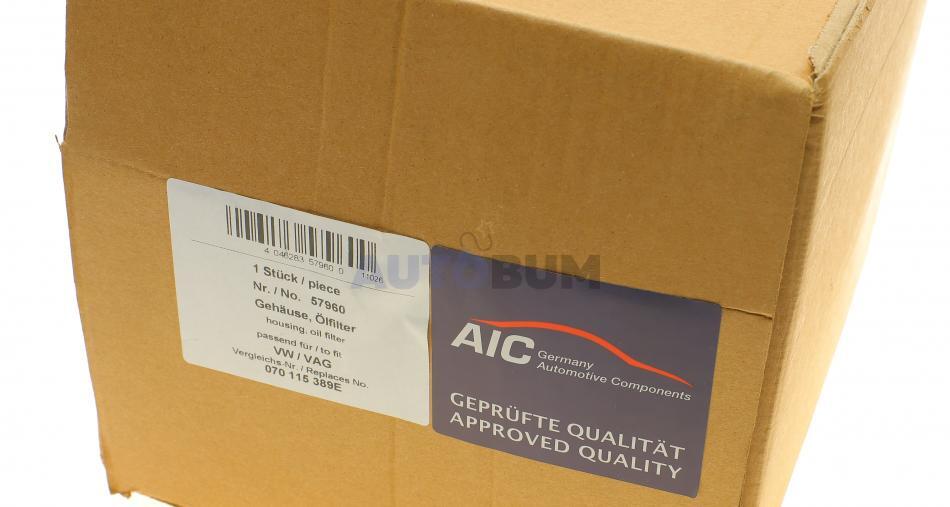 4 046283 57960 0
11026
1 Stück / piece
Nr. / No. 57960
Gehäuse, Ölfilter
housing, oil filter
passend für / to fit
VW / VAG
Vergleichs-Nr. / Replaces No.
070 115 389E
AUTOBUM
AIC Germany
Automotive Components
GEPRÜFTE QUALITÄT
APPROVED QUALITY